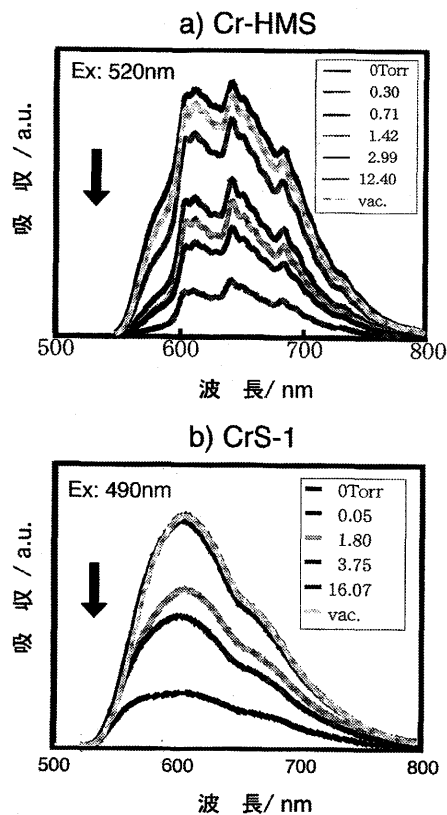 a) Cr-HMS
Ex: 520nm
0Torr
0.30
0.71
1.42
2.99
12.40
vac.
吸 収 / a.u.
500 600 700 800
波 長 / nm
b) CrS-1
Ex: 490nm
0Torr
0.05
1.80
3.75
16.07
vac.
吸 収 / a.u.
500 600 700 800
波 長 / nm